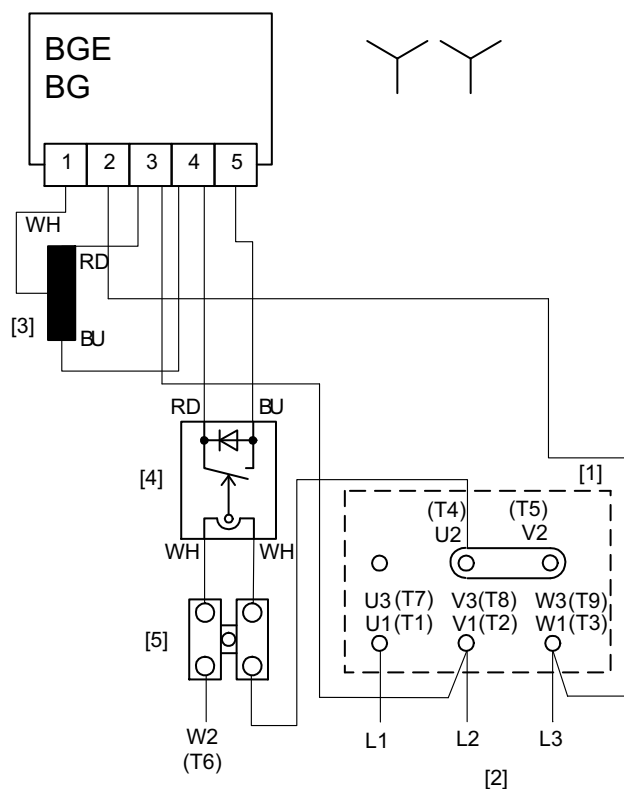 BGE
BG
1 2 3 4 5
WH
RD
[3]
BU
RD BU
[4]
[1]
(T4) (T5)
U2 V2
WH WH
U3 (T7) V3 (T8) W3 (T9)
U1 (T1) V1 (T2) W1 (T3)
[5]
W2
(T6)
L1 L2 L3
[2]